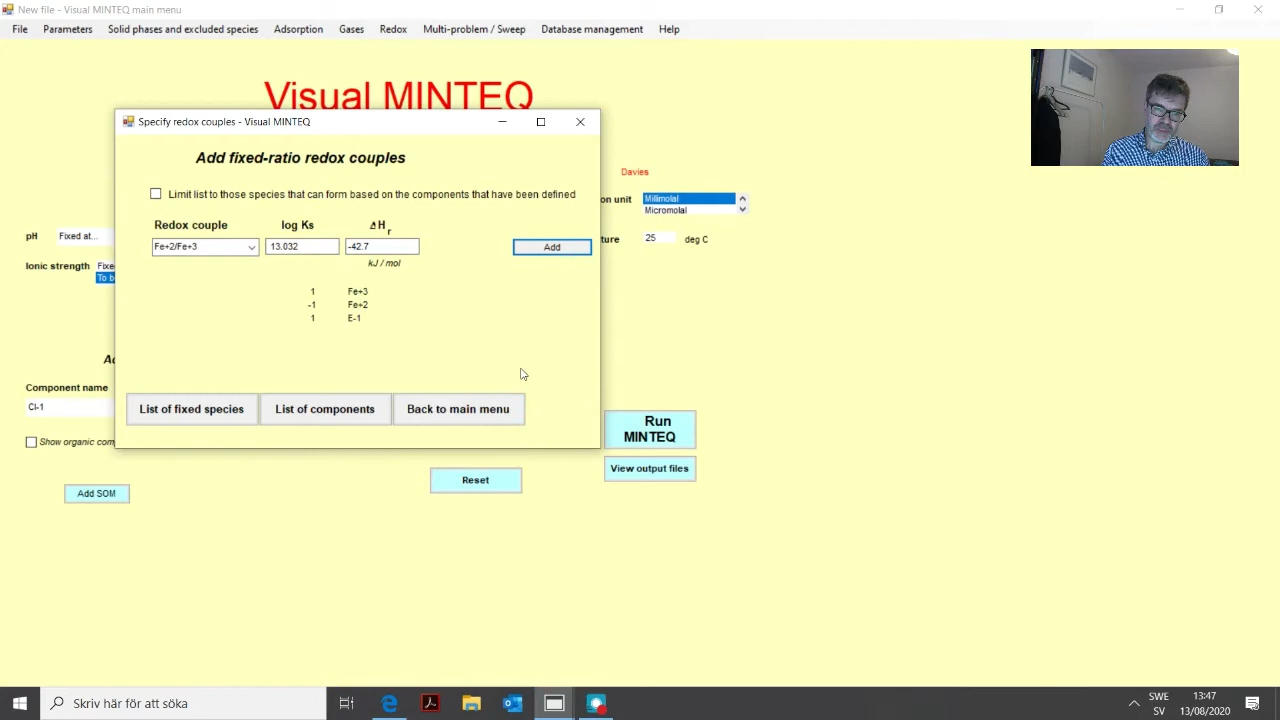 New file - Visual MINTEQ main menu
File Parameters Solid phases and excluded species Adsorption Gases Redox Multi-problem / Sweep Database management Help
Visual MINTEQ
Specify redox couples - Visual MINTEQ
Add fixed-ratio redox couples
Davies
Limit list to those species that can form based on the components that have been defined
on unit Millimolal
Micromolal
Redox couple log Ks ΔHr
pH Fixed at...
Fe+2/Fe+3 13.032 -42.7 Add
ture 25 deg C
kJ / mol
Ionic strength Fixe
To b
1 Fe+3
-1 Fe+2
1 E-1
Component name
Cl-1
List of fixed species List of components Back to main menu
Run
MINTEQ
Show organic com
View output files
Reset
Add SOM
Skriv här för att söka
SWE
SV
13:47
13/08/2020